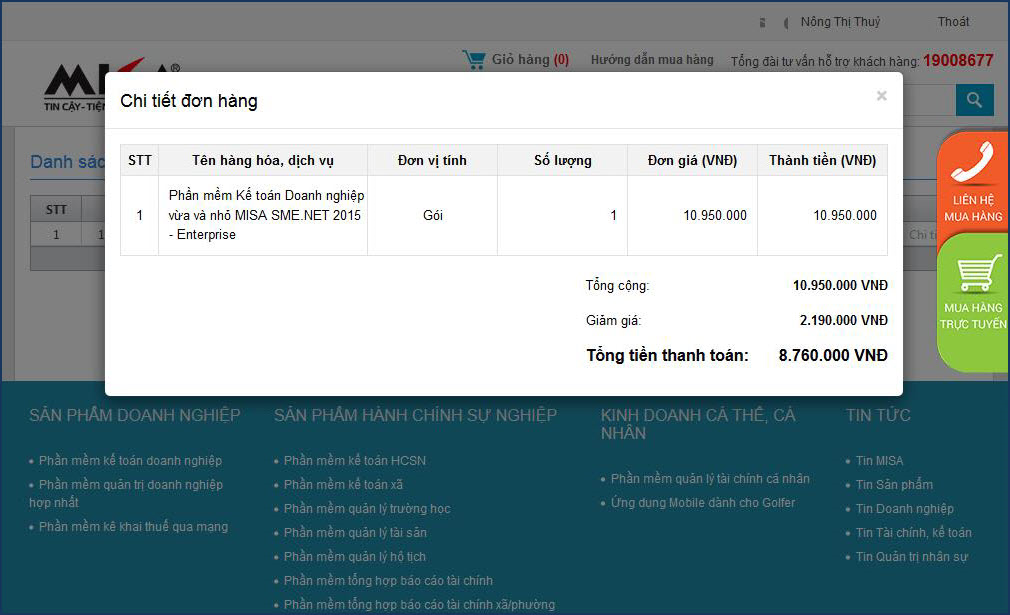 Nông Thị Thuý
Thoát
Giỏ hàng (0)
Hướng dẫn mua hàng
Tổng đài tư vấn hỗ trợ khách hàng: 19008677
®
TIN CẬY-TIỆN
Chi tiết đơn hàng
×
STT Tên hàng hóa, dịch vụ Đơn vị tính Số lượng Đơn giá (VNĐ) Thành tiền (VNĐ)
Phần mềm Kế toán Doanh nghiệp
1 vừa và nhỏ MISA SME.NET 2015 Gói 1 10.950.000 10.950.000
- Enterprise
Tổng cộng: 10.950.000 VNĐ
Giảm giá: 2.190.000 VNĐ
Tổng tiền thanh toán: 8.760.000 VNĐ
Danh sác
STT
1 1
Chi ti
LIÊN HỆ
MUA HÀNG
MUA HÀNG
TRỰC TUYẾN
SẢN PHẨM DOANH NGHIỆP
• Phần mềm kế toán doanh nghiệp
• Phần mềm quản trị doanh nghiệp
hợp nhất
• Phần mềm kê khai thuế qua mạng
SẢN PHẨM HÀNH CHÍNH SỰ NGHIỆP
• Phần mềm kế toán HCSN
• Phần mềm kế toán xã
• Phần mềm quản lý trường học
• Phần mềm quản lý tài sản
• Phần mềm quản lý hộ tịch
• Phần mềm tổng hợp báo cáo tài chính
• Phần mềm tổng hợp báo cáo tài chính xã/phường
KINH DOANH CÁ THỂ, CÁ
NHÂN
• Phần mềm quản lý tài chính cá nhân
• Ứng dụng Mobile dành cho Golfer
TIN TỨC
• Tin MISA
• Tin Sản phẩm
• Tin Doanh nghiệp
• Tin Tài chính, kế toán
• Tin Quản trị nhân sự